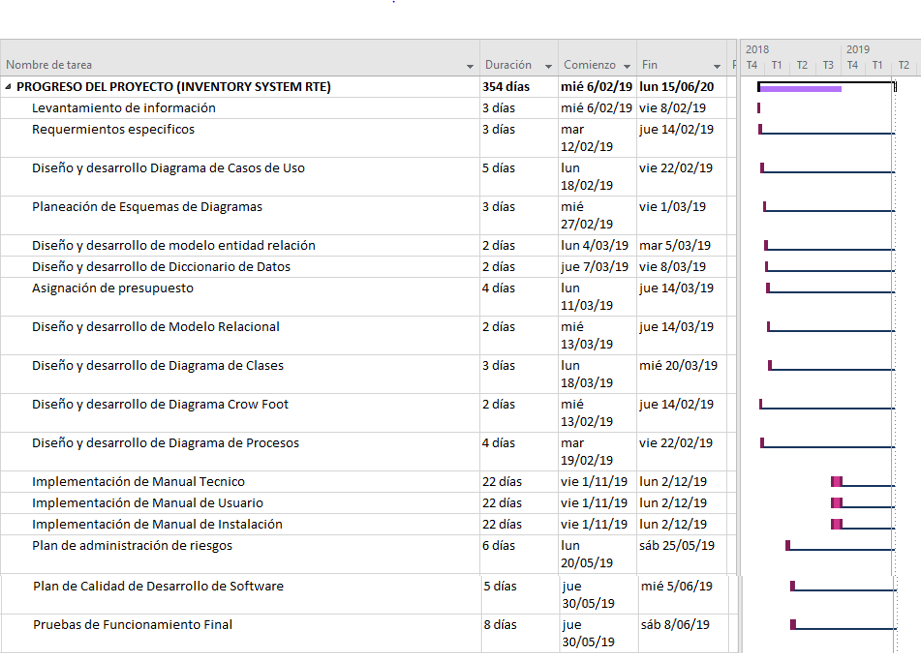 2018 2019
Nombre de tarea Duración Comienzo Fin T4 T1 T2 T3 T4 T1 T2
PROGRESO DEL PROYECTO (INVENTORY SYSTEM RTE) 354 días mié 6/02/19 lun 15/06/20
Levantamiento de información 3 días mié 6/02/19 vie 8/02/19
Requermientos especificos 3 días mar 12/02/19 jue 14/02/19
Diseño y desarrollo Diagrama de Casos de Uso 5 días lun 18/02/19 vie 22/02/19
Planeación de Esquemas de Diagramas 3 días mié 27/02/19 vie 1/03/19
Diseño y desarrollo de modelo entidad relación 2 días lun 4/03/19 mar 5/03/19
Diseño y desarrollo de Diccionario de Datos 2 días jue 7/03/19 vie 8/03/19
Asignación de presupuesto 4 días lun 11/03/19 jue 14/03/19
Diseño y desarrollo de Modelo Relacional 2 días mié 13/03/19 jue 14/03/19
Diseño y desarrollo de Diagrama de Clases 3 días lun 18/03/19 mié 20/03/19
Diseño y desarrollo de Diagrama Crow Foot 2 días mié 13/02/19 jue 14/02/19
Diseño y desarrollo de Diagrama de Procesos 4 días mar 19/02/19 vie 22/02/19
Implementación de Manual Tecnico 22 días vie 1/11/19 lun 2/12/19
Implementación de Manual de Usuario 22 días vie 1/11/19 lun 2/12/19
Implementación de Manual de Instalación 22 días vie 1/11/19 lun 2/12/19
Plan de administración de riesgos 6 días lun 20/05/19 sáb 25/05/19
Plan de Calidad de Desarrollo de Software 5 días jue 30/05/19 mié 5/06/19
Pruebas de Funcionamiento Final 8 días jue 30/05/19 sáb 8/06/19